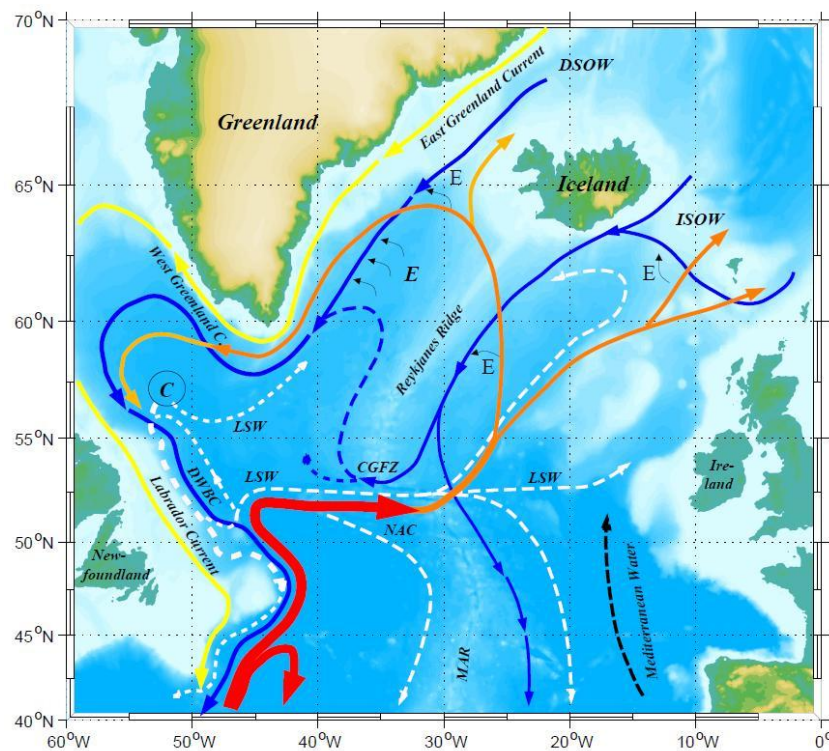 70°N
DSOW
East Greenland Current
Greenland
E
65°N
Iceland
ISOW
West Greenland C.
E
E
60°N
Reykjanes Ridge
E
C
LSW
55°N
CGFZ
LSW
LSW
Ire-
land
DWBC
Labrador Current
NAC
50°N
New-
foundland
Mediterranean Water
45°N
MAR
40°N
60°W
50°W
40°W
30°W
20°W
10°W
0°